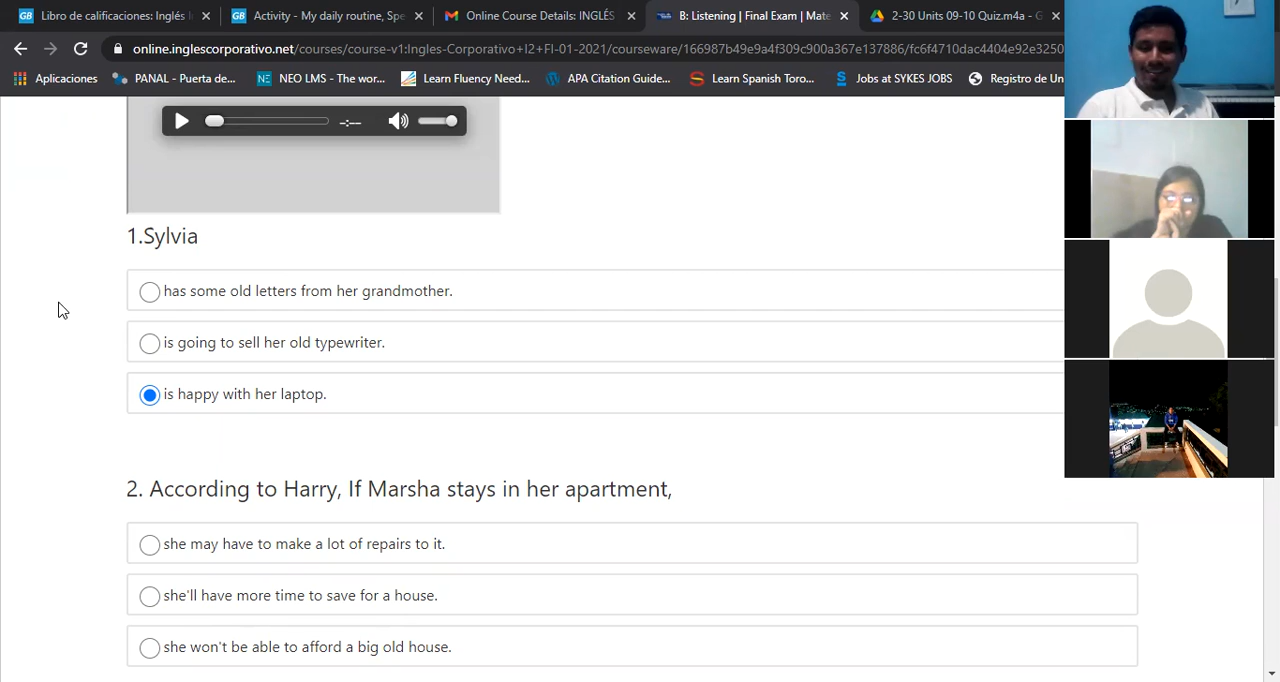 Libro de calificaciones: Inglés I
Activity - My daily routine, Spe
Online Course Details: INGLÉS
B: Listening | Final Exam | Mate
2-30 Units 09-10 Quiz.m4a - G
online.inglescorporativo.net/courses/course-v1:Ingles-Corporativo+I2+FI-01-2021/courseware/166987b49e9a4f309c900a367e137886/fc6f4710dac4404e92e3250
Aplicaciones
PANAL - Puerta de...
NEO LMS - The wor...
Learn Fluency Need...
APA Citation Guide...
Learn Spanish Toro...
Jobs at SYKES JOBS
Registro de Un
1.Sylvia
has some old letters from her grandmother.
is going to sell her old typewriter.
is happy with her laptop.
2. According to Harry, If Marsha stays in her apartment,
she may have to make a lot of repairs to it.
she'll have more time to save for a house.
she won't be able to afford a big old house.